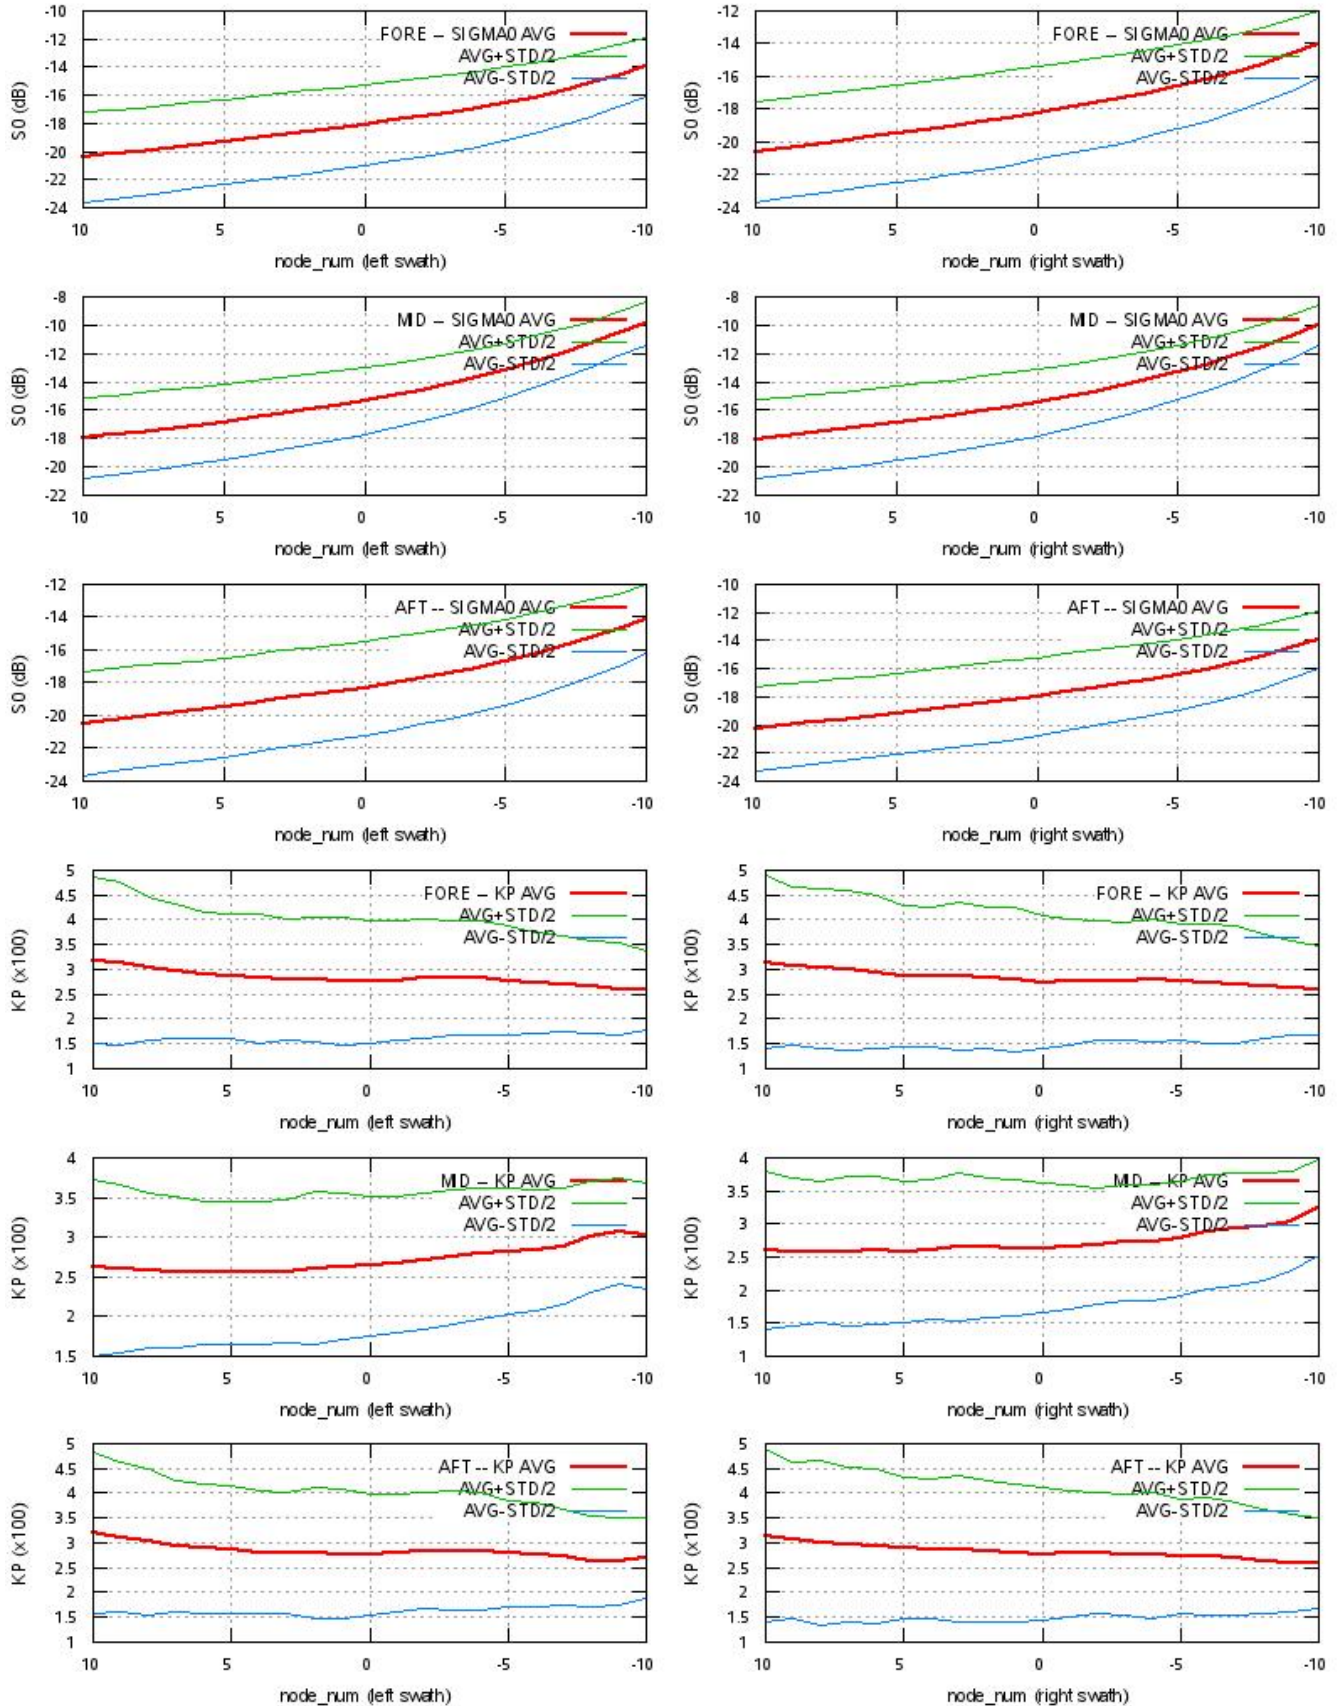 -10
-12
-14
-16
-18
-20
-22
-24
S0 (dB)
FORE -- SIGMA0 AVG
AVG+STD/2
AVG-STD/2
10 5 0 -5 -10
node_num (left swath)
-12
-14
-16
-18
-20
-22
-24
S0 (dB)
FORE -- SIGMA0 AVG
AVG+STD/2
AVG-STD/2
10 5 0 -5 -10
node_num (right swath)
-8
-10
-12
-14
-16
-18
-20
-22
S0 (dB)
MID -- SIGMA0 AVG
AVG+STD/2
AVG-STD/2
10 5 0 -5 -10
node_num (left swath)
-8
-10
-12
-14
-16
-18
-20
-22
S0 (dB)
MID -- SIGMA0 AVG
AVG+STD/2
AVG-STD/2
10 5 0 -5 -10
node_num (right swath)
-12
-14
-16
-18
-20
-22
-24
S0 (dB)
AFT -- SIGMA0 AVG
AVG+STD/2
AVG-STD/2
10 5 0 -5 -10
node_num (left swath)
-10
-12
-14
-16
-18
-20
-22
-24
S0 (dB)
AFT -- SIGMA0 AVG
AVG+STD/2
AVG-STD/2
10 5 0 -5 -10
node_num (right swath)
5
4.5
4
3.5
3
2.5
2
1.5
1
KP (x100)
FORE -- KP AVG
AVG+STD/2
AVG-STD/2
10 5 0 -5 -10
node_num (left swath)
5
4.5
4
3.5
3
2.5
2
1.5
1
KP (x100)
FORE -- KP AVG
AVG+STD/2
AVG-STD/2
10 5 0 -5 -10
node_num (right swath)
4
3.5
3
2.5
2
1.5
KP (x100)
MID -- KP AVG
AVG+STD/2
AVG-STD/2
10 5 0 -5 -10
node_num (left swath)
4
3.5
3
2.5
2
1.5
1
KP (x100)
MID -- KP AVG
AVG+STD/2
AVG-STD/2
10 5 0 -5 -10
node_num (right swath)
5
4.5
4
3.5
3
2.5
2
1.5
1
KP (x100)
AFT -- KP AVG
AVG+STD/2
AVG-STD/2
10 5 0 -5 -10
node_num (left swath)
5
4.5
4
3.5
3
2.5
2
1.5
1
KP (x100)
AFT -- KP AVG
AVG+STD/2
AVG-STD/2
10 5 0 -5 -10
node_num (right swath)